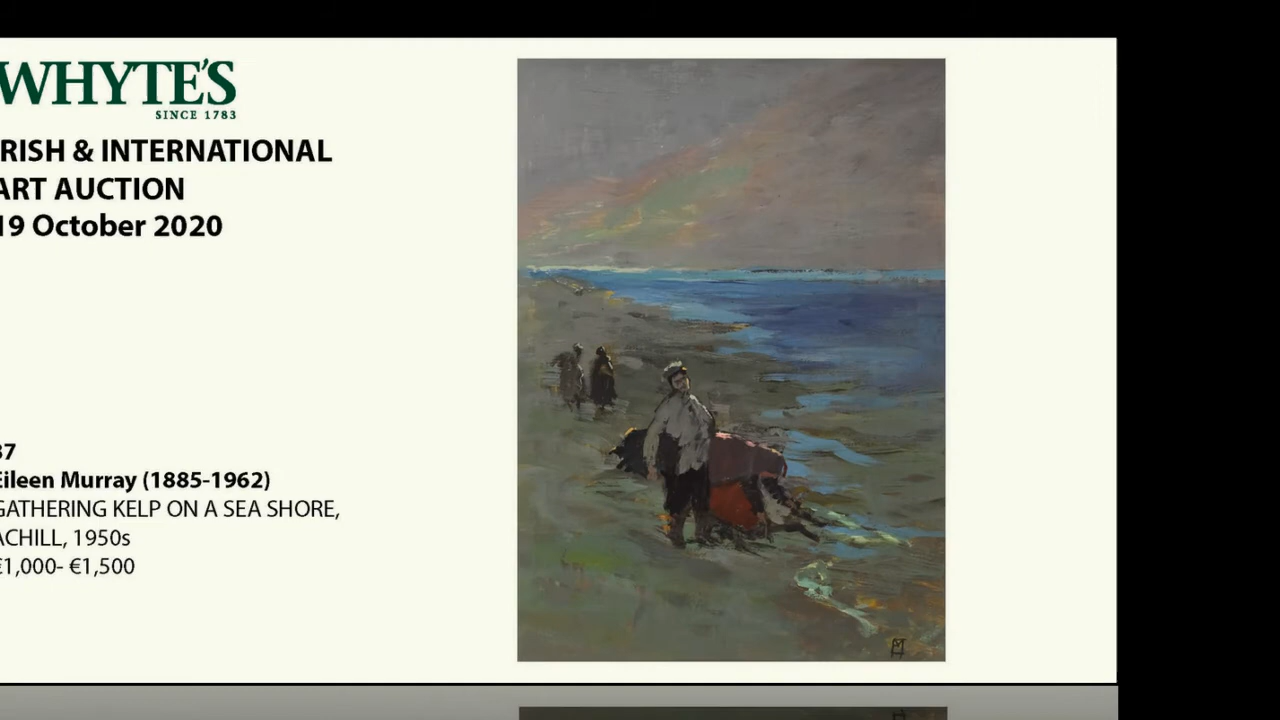 WHYTE'S
SINCE 1783
RISH & INTERNATIONAL
ART AUCTION
19 October 2020
37
Eileen Murray (1885-1962)
GATHERING KELP ON A SEA SHORE,
ACHILL, 1950s
€1,000- €1,500